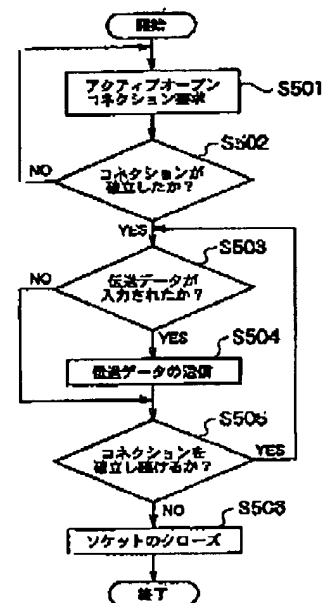 開始
アクティブオープン
コネクション要求
S501
S502
コネクションが
確立したか？
NO
YES
S503
伝送データが
入力されたか？
NO
YES
S504
伝送データの送信
S505
コネクションを
確立し続けるか？
YES
NO
S506
ソケットのクローズ
終了